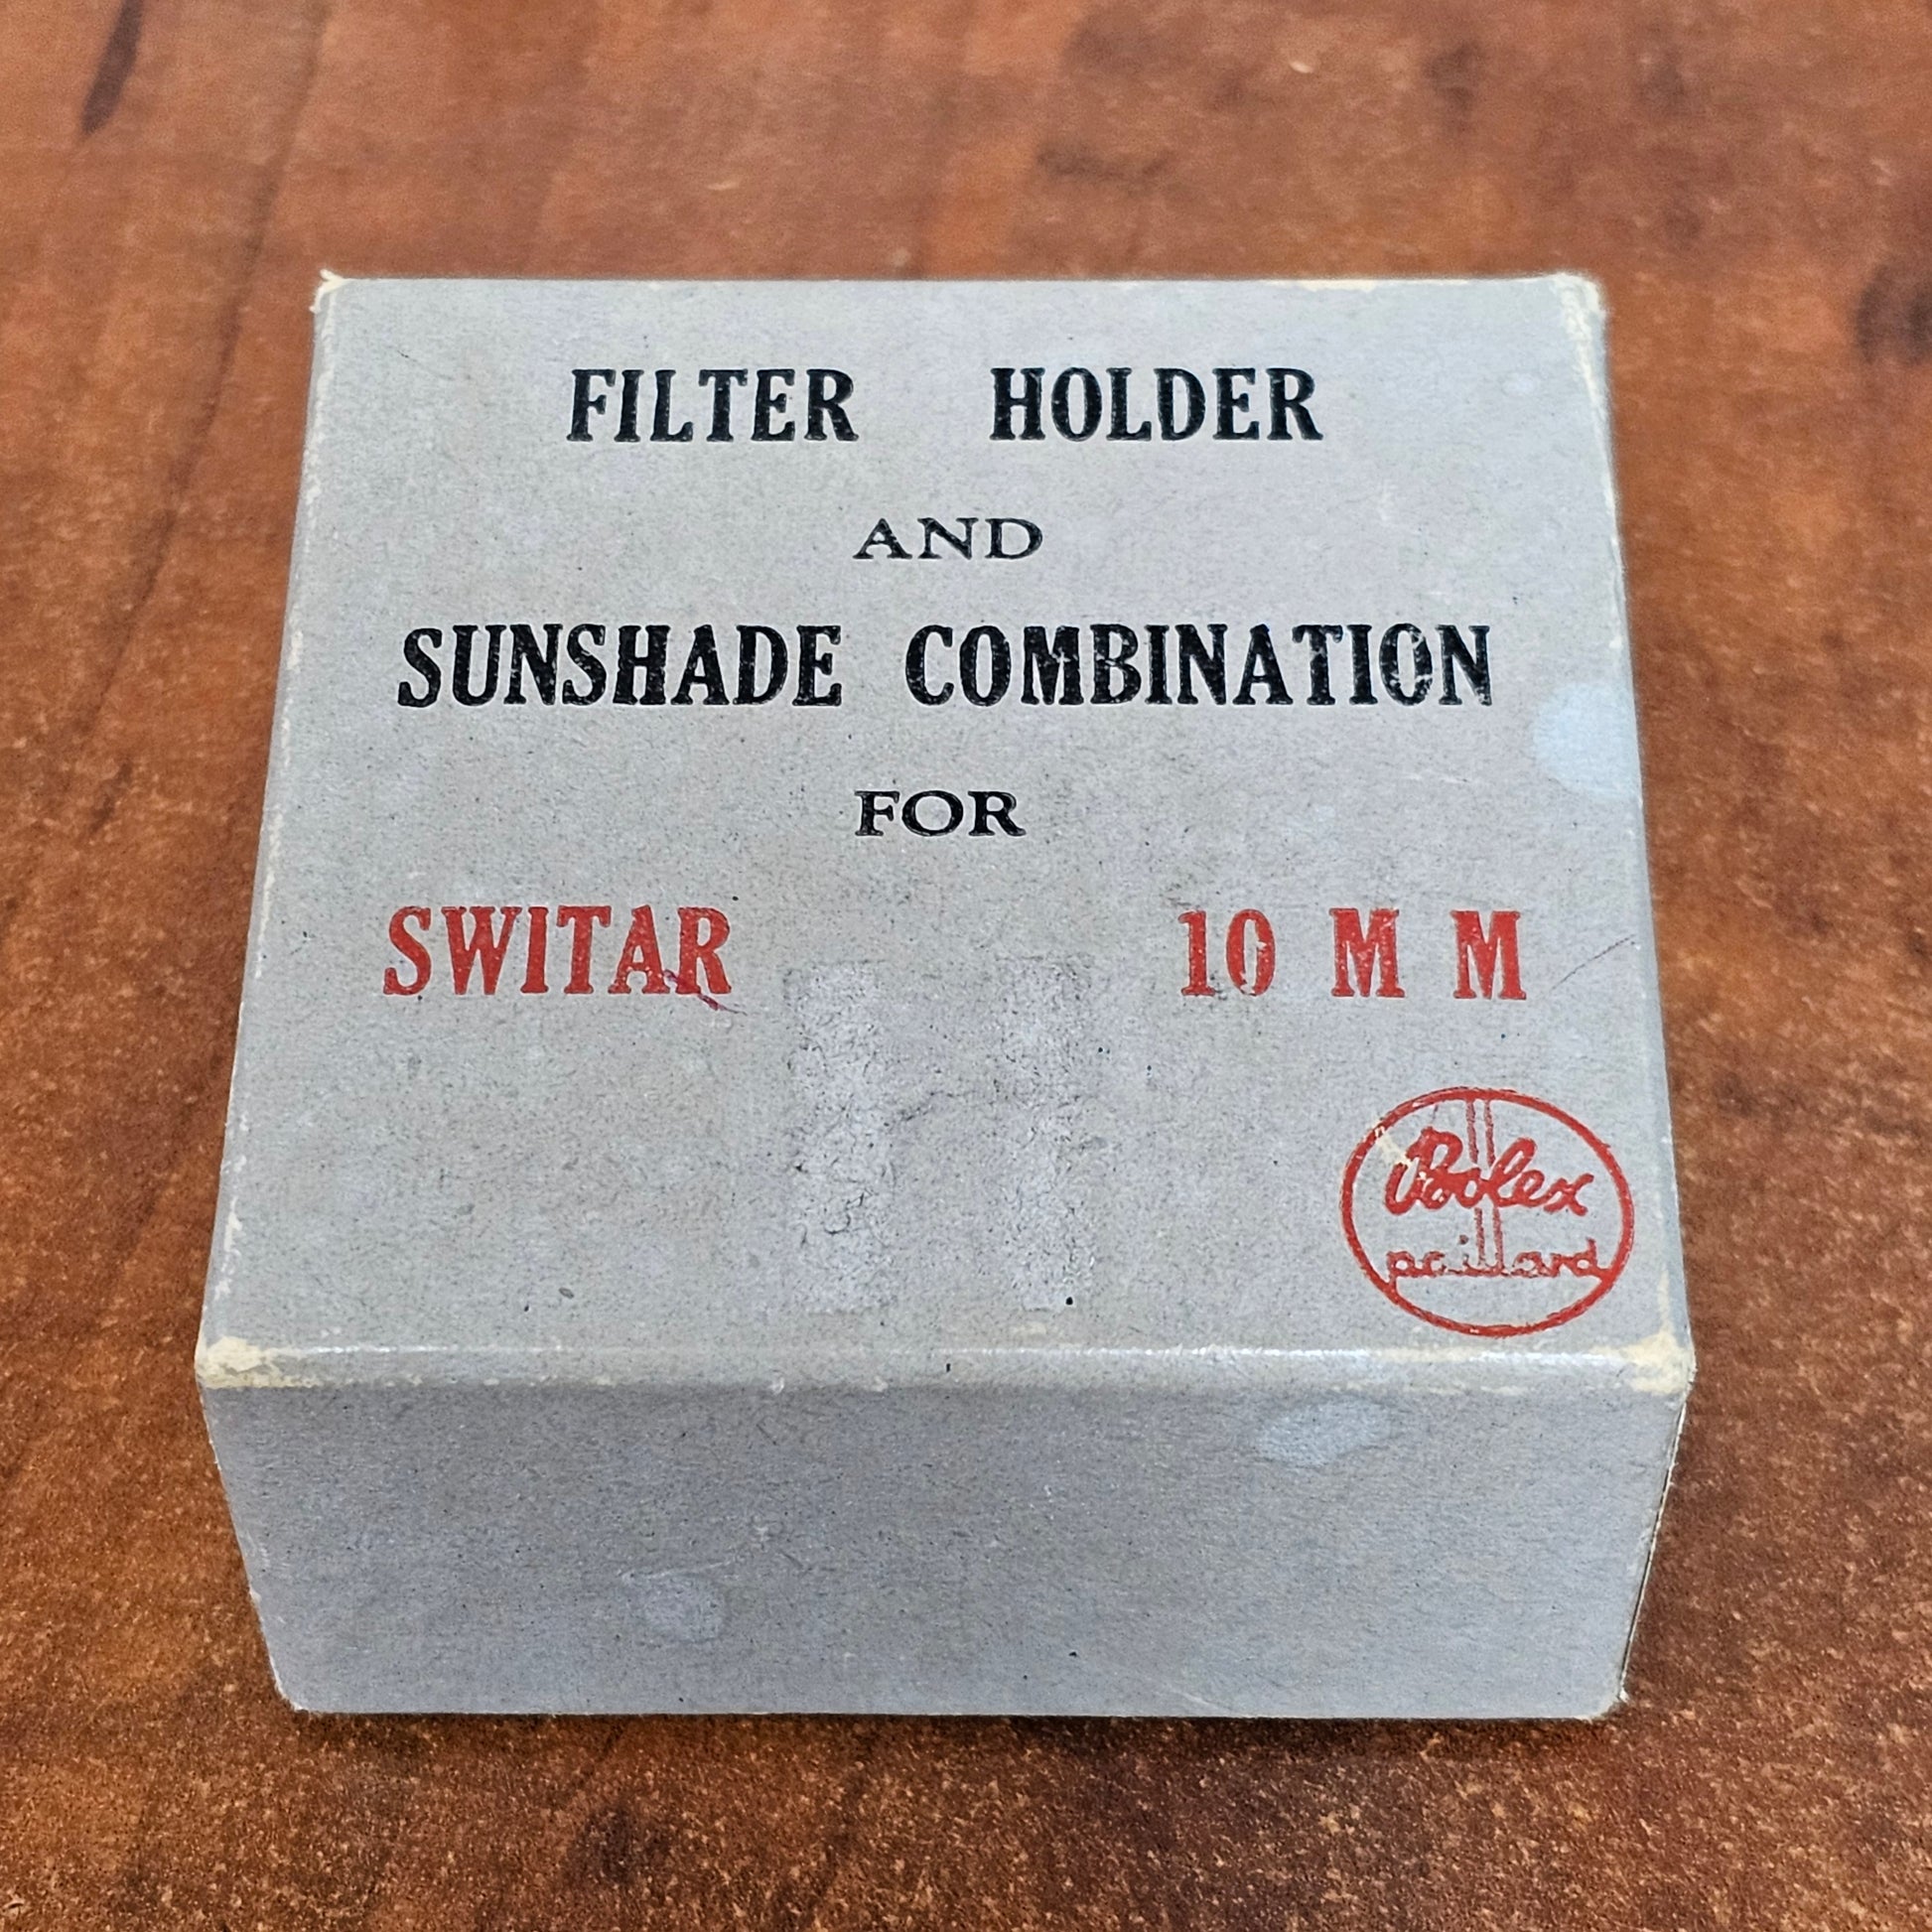 FILTER HOLDER
AND
SUNSHADE COMBINATION
FOR
SWITAR 10 M M
Bolex
paillard